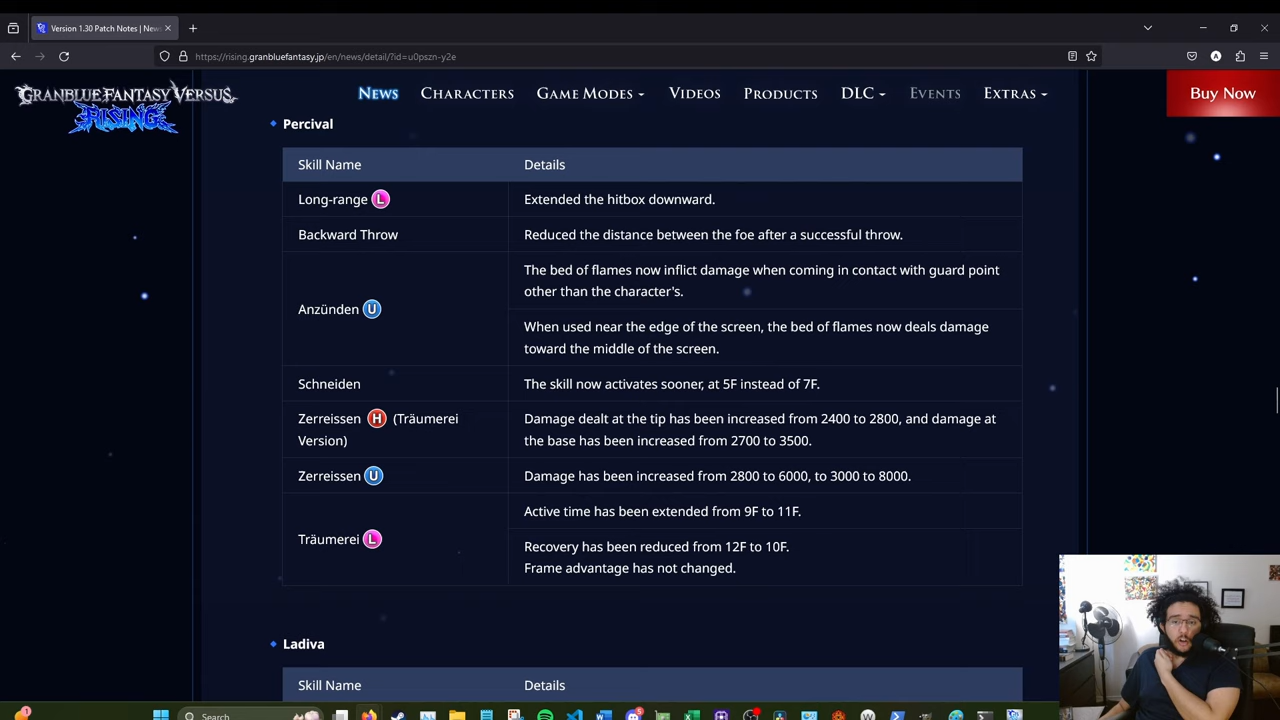 Version 1.30 Patch Notes | New
https://rising.granbluefantasy.jp/en/news/detail/?id=u0pszn-y2e
A
GRANBLUE FANTASY VERSUS
RISING
NEWS
CHARACTERS
GAME MODES
VIDEOS
PRODUCTS
DLC
EVENTS
EXTRAS
Buy Now
Percival
Skill Name
Details
Long-range L
Extended the hitbox downward.
Backward Throw
Reduced the distance between the foe after a successful throw.
Anzünden U
The bed of flames now inflict damage when coming in contact with guard point
other than the character's.
When used near the edge of the screen, the bed of flames now deals damage
toward the middle of the screen.
Schneiden
The skill now activates sooner, at 5F instead of 7F.
Zerreissen H (Träumerei
Version)
Damage dealt at the tip has been increased from 2400 to 2800, and damage at
the base has been increased from 2700 to 3500.
Zerreissen U
Damage has been increased from 2800 to 6000, to 3000 to 8000.
Träumerei L
Active time has been extended from 9F to 11F.
Recovery has been reduced from 12F to 10F.
Frame advantage has not changed.
Ladiva
Skill Name
Details
1
Search
5